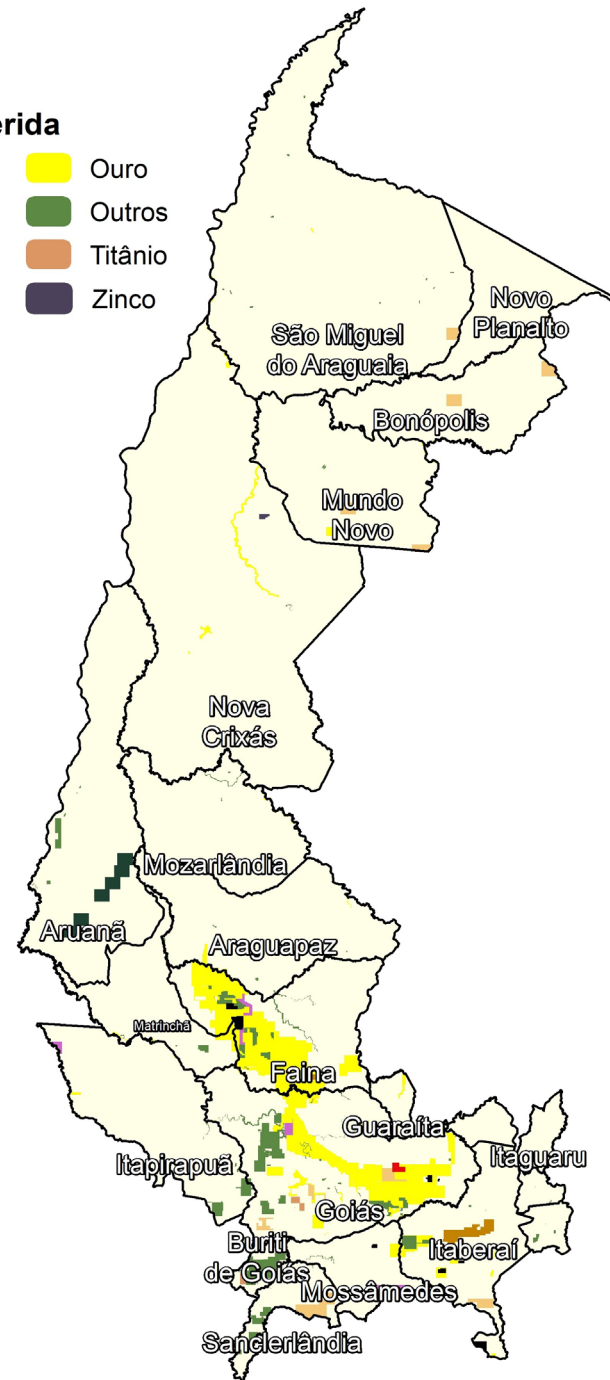 erida
Ouro
Outros
Titânio
Zinco
Novo
Planalto
São Miguel
do Araguaia
Bonópolis
Mundo
Novo
Nova
Crixás
Mozarlândia
Aruanã
Araguapaz
Matrinchã
Faina
Guaraíta
Itaguaru
Itapirapuã
Goiás
Buriti
de Goiás
Itaberaí
Mossâmedes
Sanclerlândia